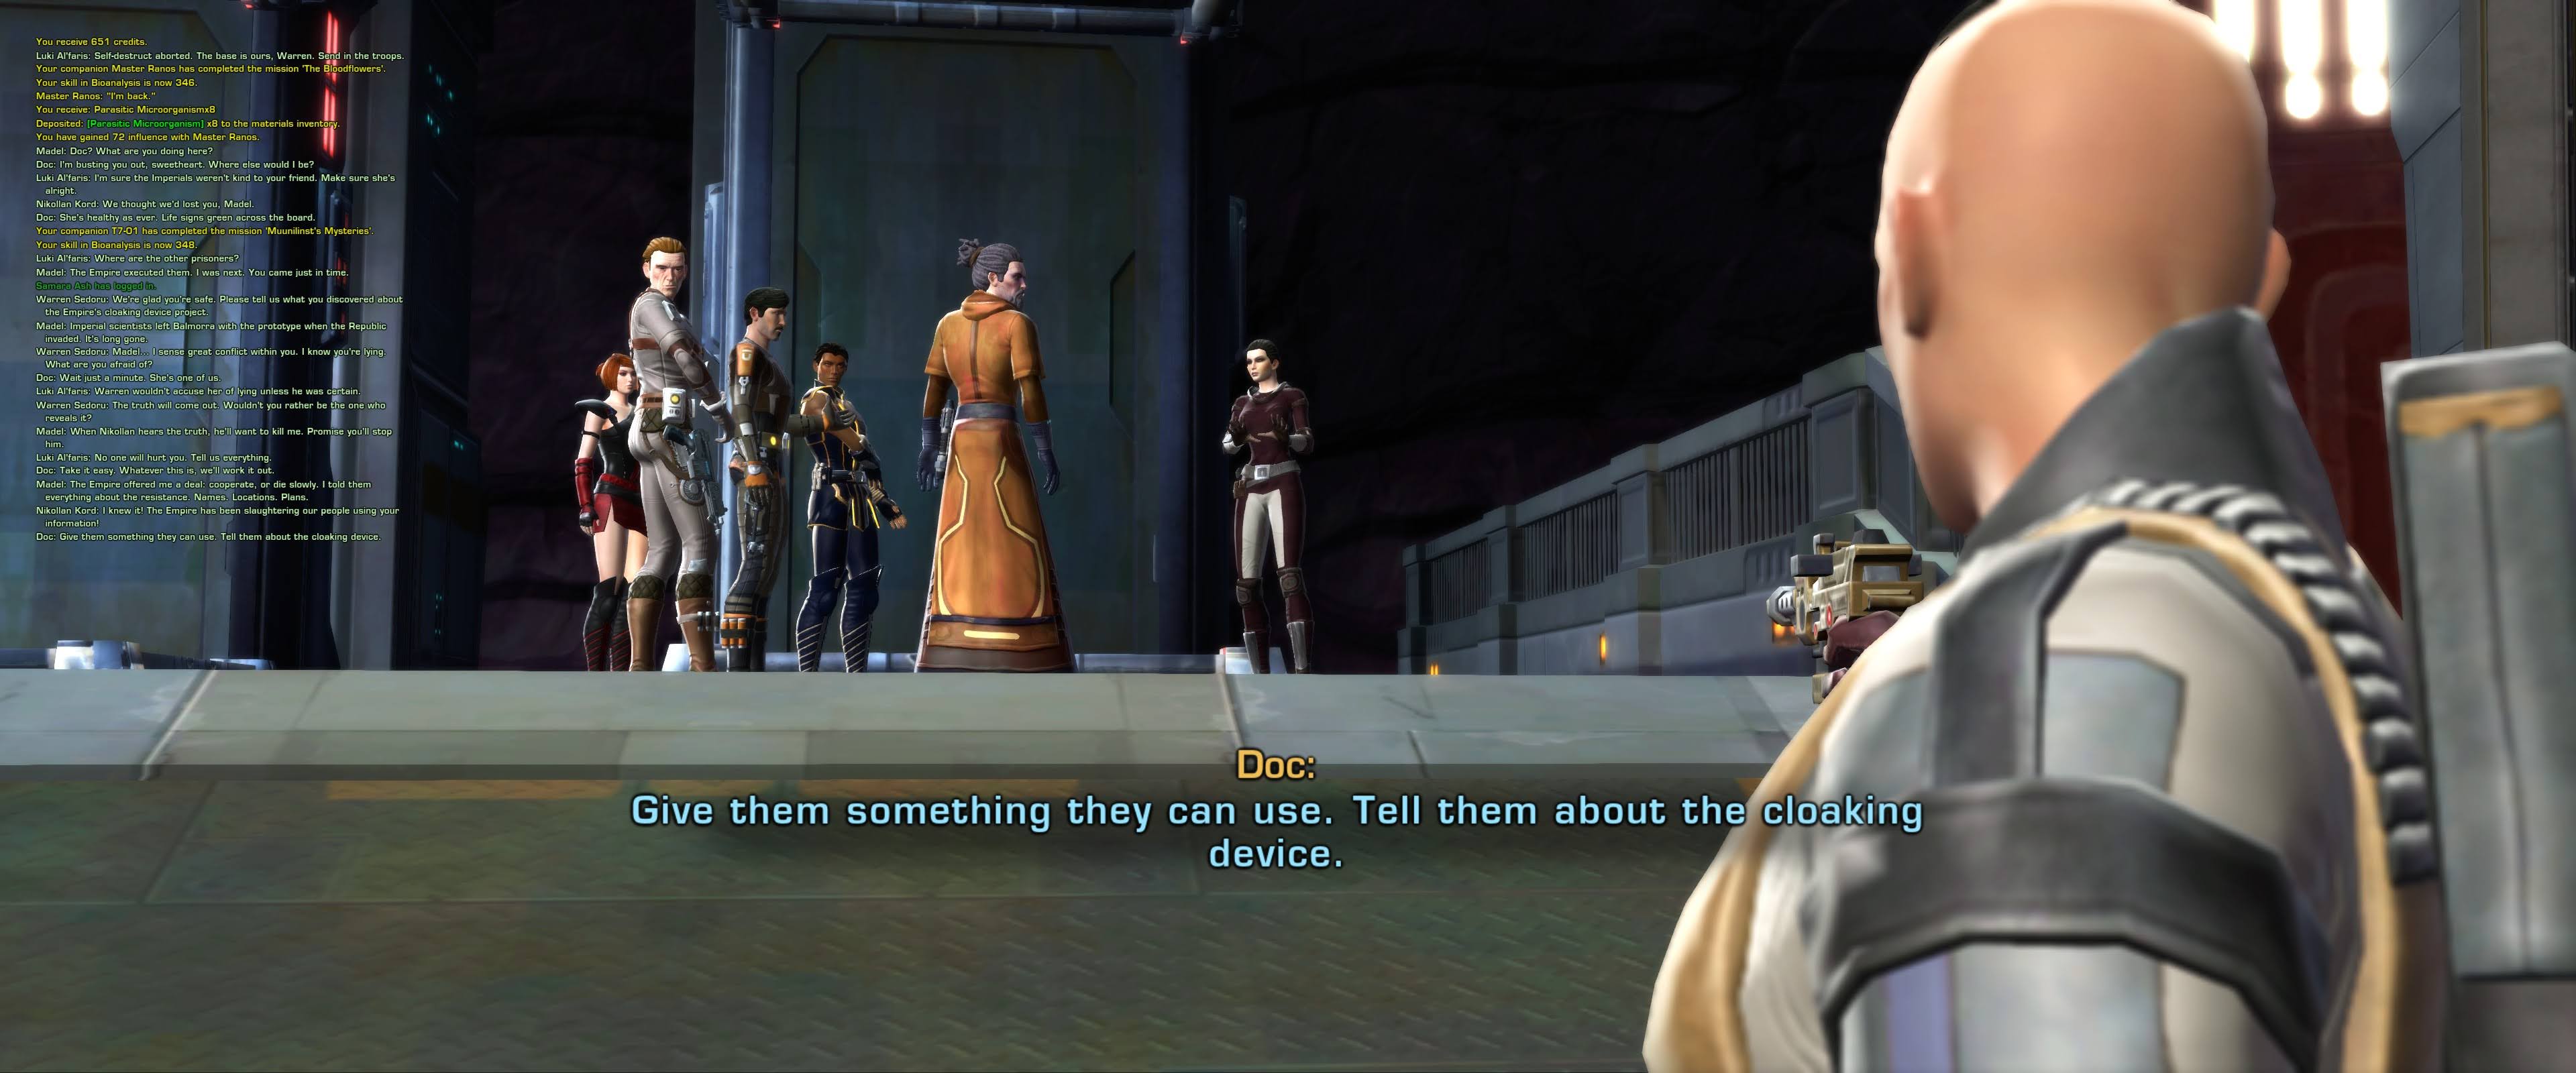 You receive 651 credits.
Luki Al'faris: Self-destruct aborted. The base is ours, Warren. Send in the troops.
Your companion Master Ranos has completed the mission 'The Bloodflowers'.
Your skill in Bioanalysis is now 346.
Master Ranos: "I'm back."
You receive: Parasitic Microorganismx8
Deposited: [Parasitic Microorganism] x8 to the materials inventory.
You have gained 72 influence with Master Ranos.
Madel: Doc? What are you doing here?
Doc: I'm busting you out, sweetheart. Where else would I be?
Luki Al'faris: I'm sure the Imperials weren't kind to your friend. Make sure she's
alright.
Nikollan Kord: We thought we'd lost you, Madel.
Doc: She's healthy as ever. Life signs green across the board.
Your companion T7-01 has completed the mission 'Muunilinst's Mysteries'.
Your skill in Bioanalysis is now 348.
Luki Al'faris: Where are the other prisoners?
Madel: The Empire executed them. I was next. You came just in time.
Samara Ash has logged in.
Warren Sedoru: We're glad you're safe. Please tell us what you discovered about
the Empire's cloaking device project.
Madel: Imperial scientists left Balmorra with the prototype when the Republic
invaded. It's long gone.
Warren Sedoru: Madel... I sense great conflict within you. I know you're lying.
What are you afraid of?
Doc: Wait just a minute. She's one of us.
Luki Al'faris: Warren wouldn't accuse her of lying unless he was certain.
Warren Sedoru: The truth will come out. Wouldn't you rather be the one who
reveals it?
Madel: When Nikollan hears the truth, he'll want to kill me. Promise you'll stop
him.
Luki Al'faris: No one will hurt you. Tell us everything.
Doc: Take it easy. Whatever this is, we'll work it out.
Madel: The Empire offered me a deal: cooperate, or die slowly. I told them
everything about the resistance. Names. Locations. Plans.
Nikollan Kord: I knew it! The Empire has been slaughtering our people using your
information!
Doc: Give them something they can use. Tell them about the cloaking device.
Doc:
Give them something they can use. Tell them about the cloaking
device.